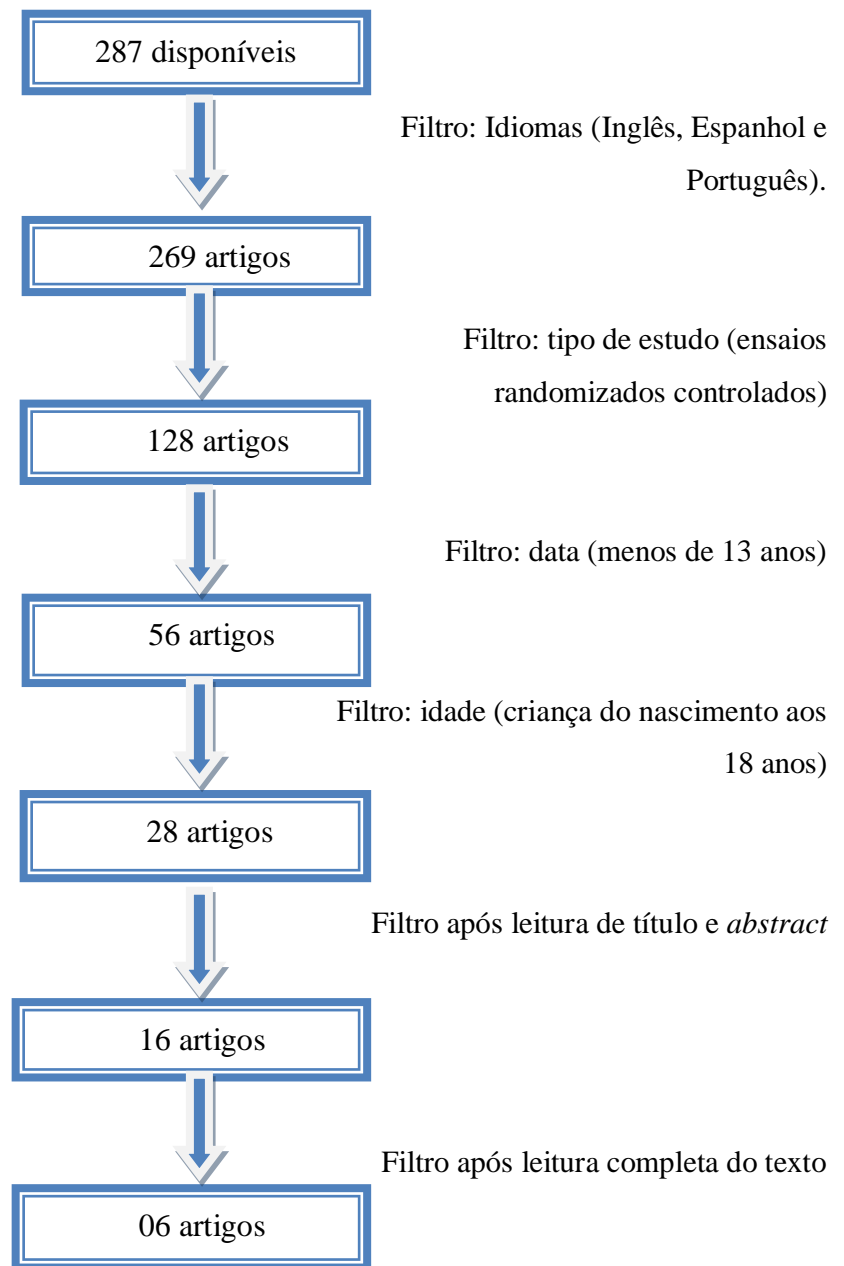 287 disponíveis
Filtro: Idiomas (Inglês, Espanhol e
Português).
269 artigos
Filtro: tipo de estudo (ensaios
randomizados controlados)
128 artigos
Filtro: data (menos de 13 anos)
56 artigos
Filtro: idade (criança do nascimento aos
18 anos)
28 artigos
Filtro após leitura de título e abstract
16 artigos
Filtro após leitura completa do texto
06 artigos